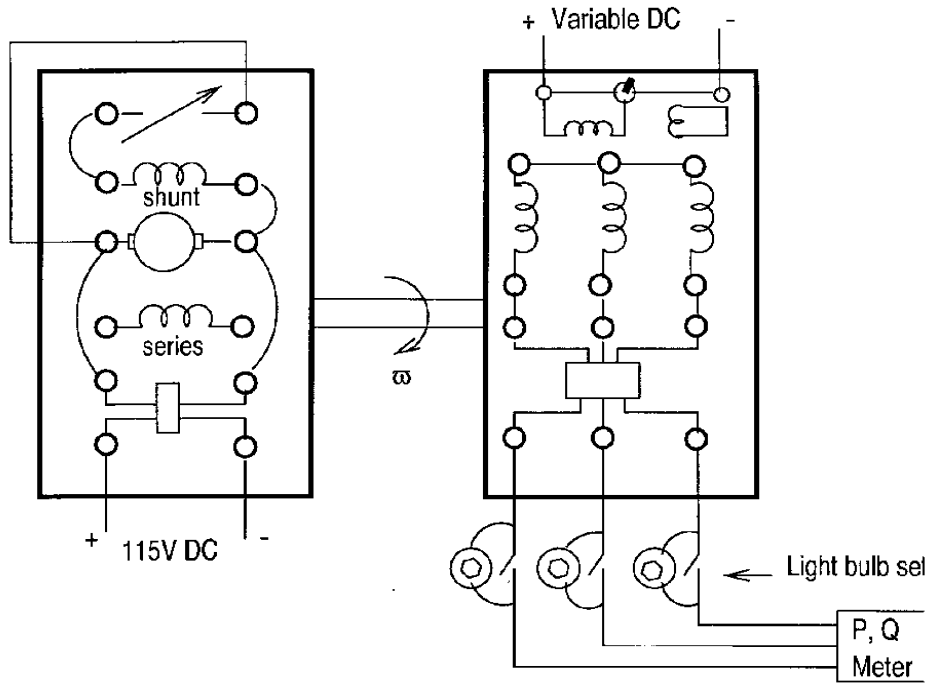 + Variable DC -
shunt
series
ϖ
+ 115V DC -
Light bulb sel
P, Q
Meter